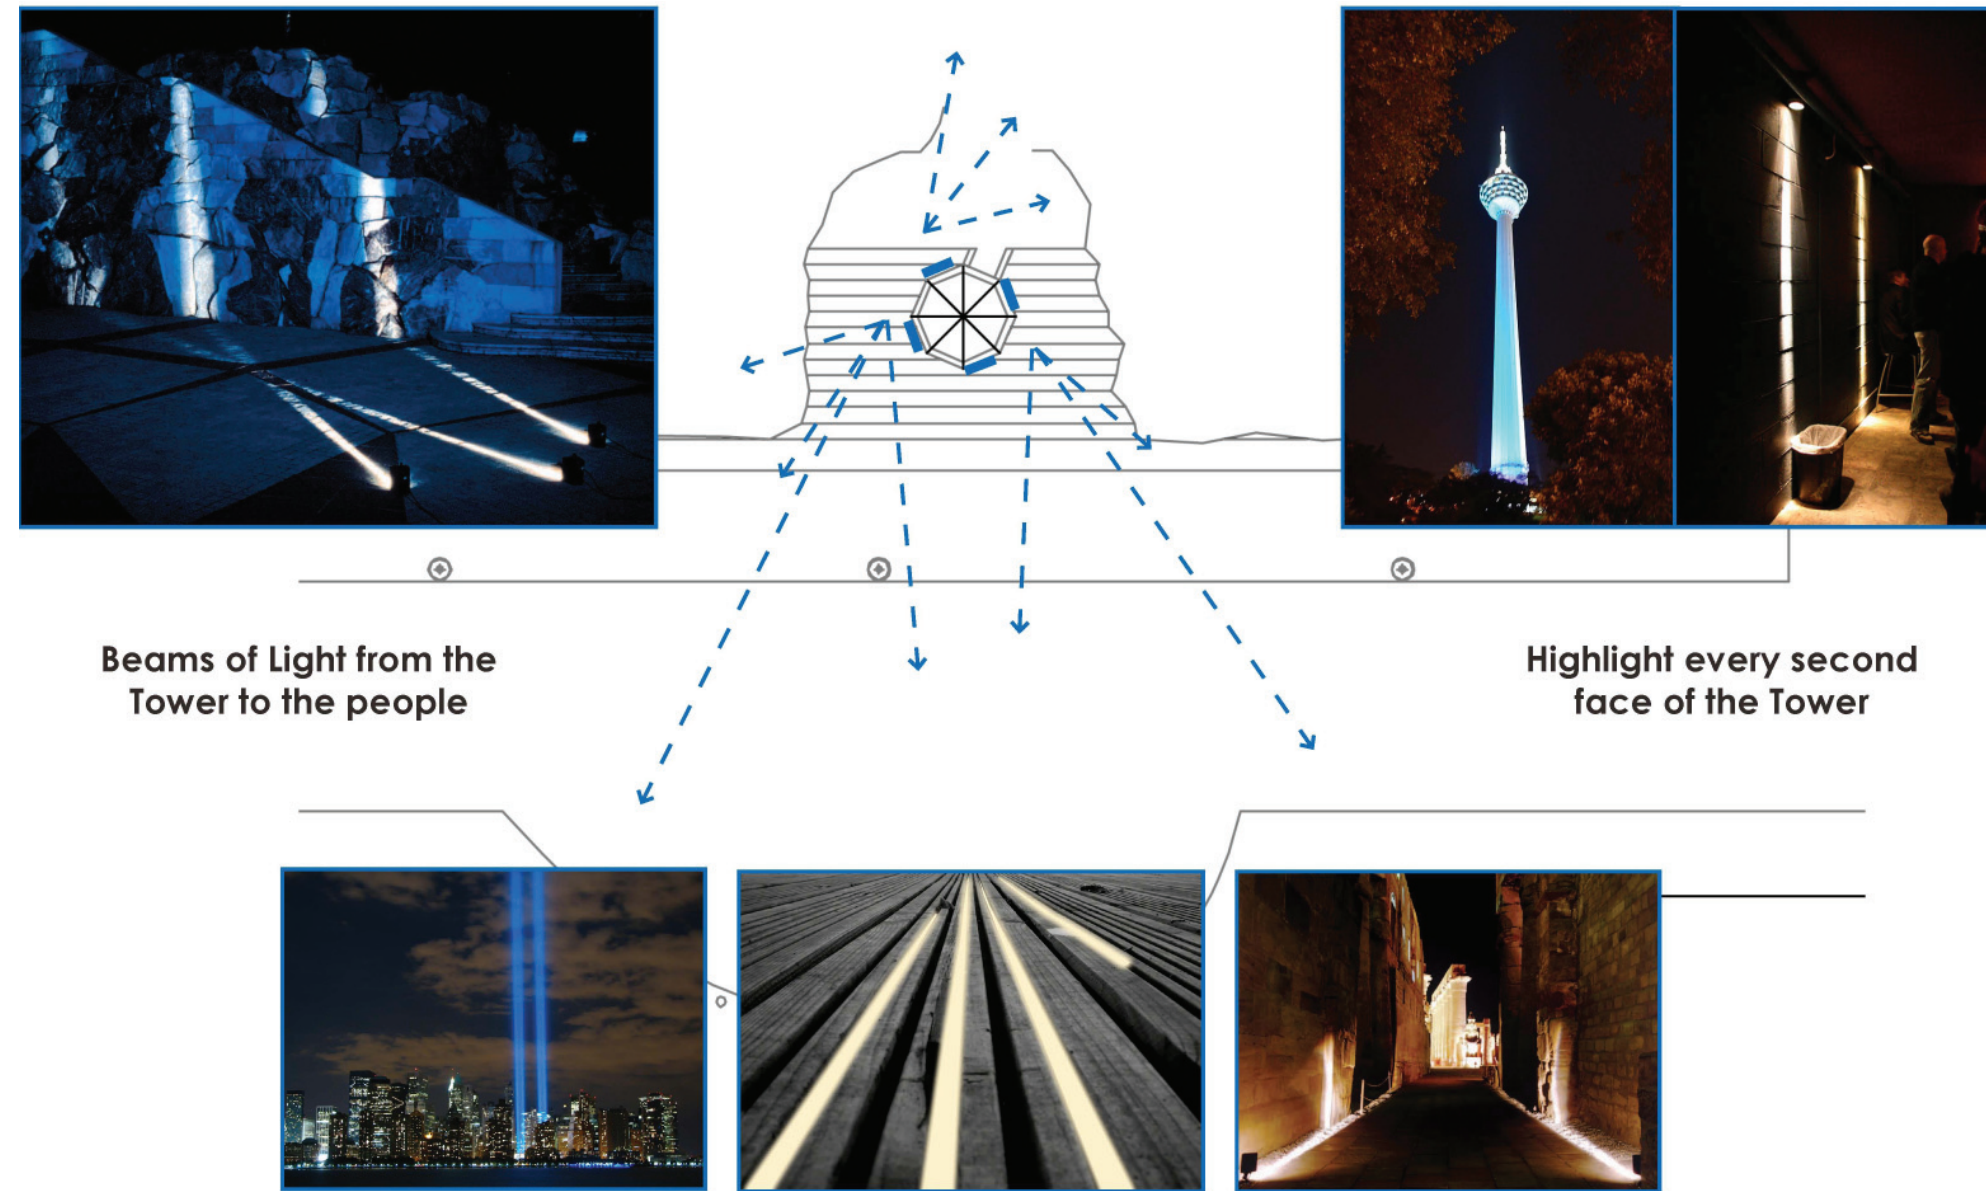 Beams of Light from the
Tower to the people
Highlight every second
face of the Tower